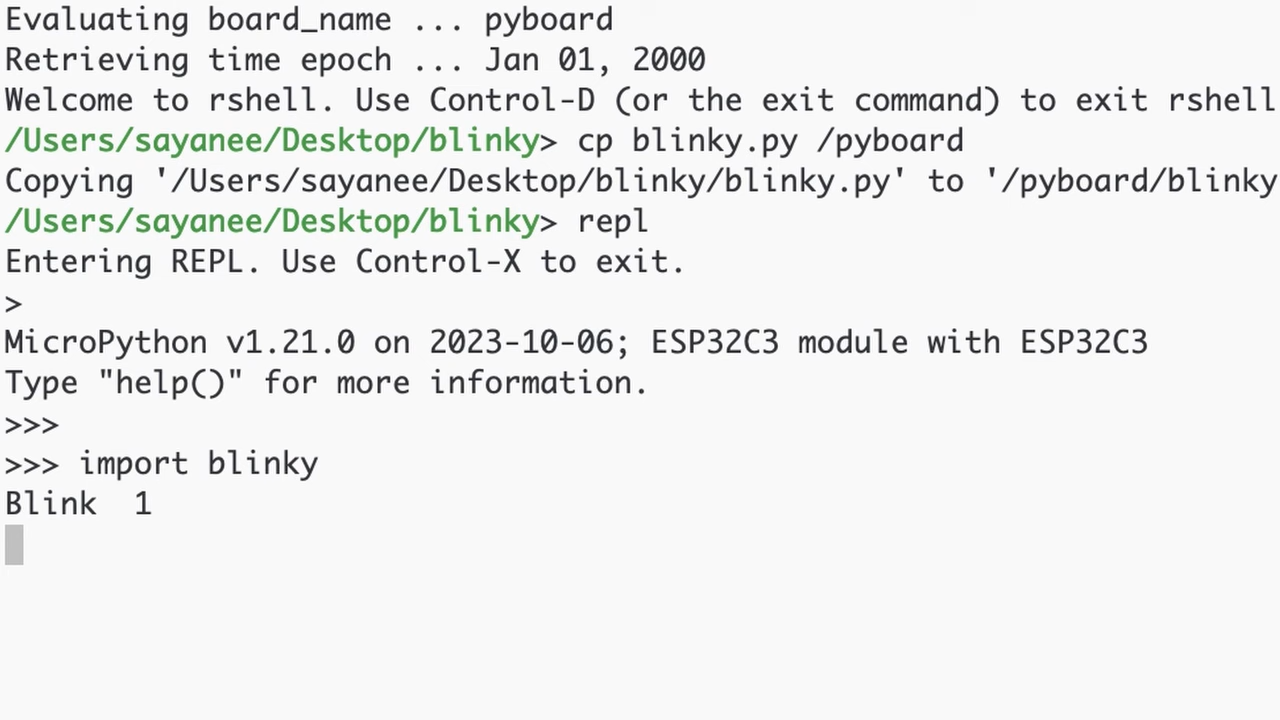 Evaluating board_name ... pyboard
Retrieving time epoch ... Jan 01, 2000
Welcome to rshell. Use Control-D (or the exit command) to exit rshell
/Users/sayanee/Desktop/blinky> cp blinky.py /pyboard
Copying '/Users/sayanee/Desktop/blinky/blinky.py' to '/pyboard/blinky
/Users/sayanee/Desktop/blinky> repl
Entering REPL. Use Control-X to exit.
>
MicroPython v1.21.0 on 2023-10-06; ESP32C3 module with ESP32C3
Type "help()" for more information.
>>>
>>> import blinky
Blink  1